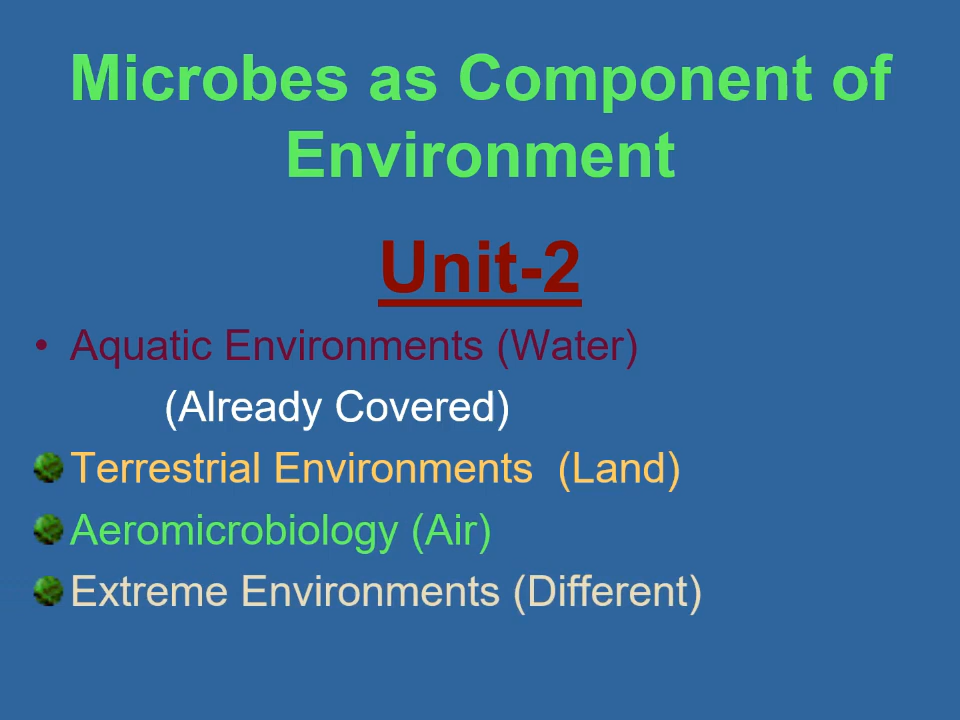 Microbes as Component of
Environment
Unit-2
• Aquatic Environments (Water)
(Already Covered)
Terrestrial Environments (Land)
Aeromicrobiology (Air)
Extreme Environments (Different)